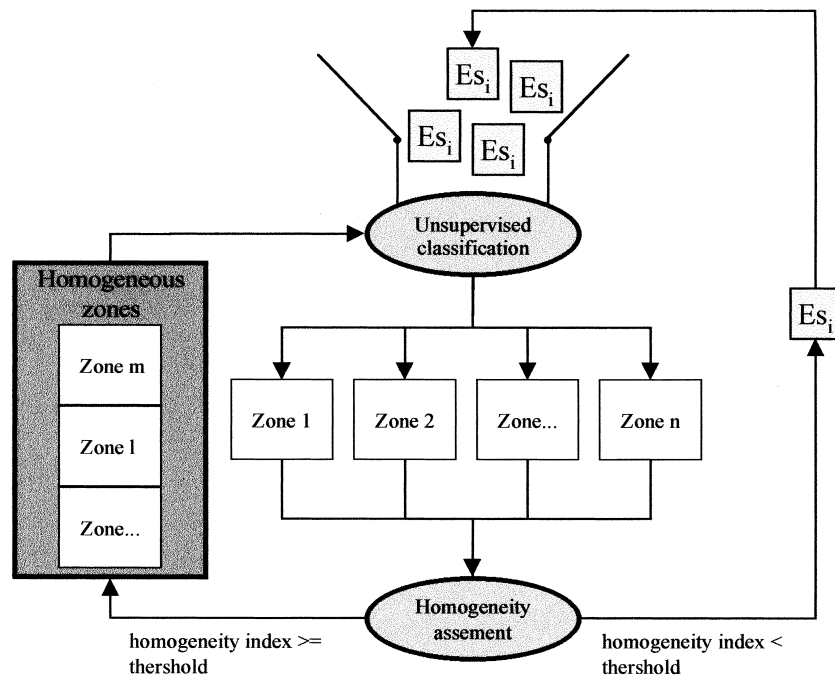 Es_i
Es_i
Es_i
Es_i
Unsupervised
classification
Homogeneous
zones
Es_i
Zone m
Zone 1
Zone 2
Zone...
Zone n
Zone l
Zone...
Homogeneity
assement
homogeneity index >=
thershold
homogeneity index <
thershold